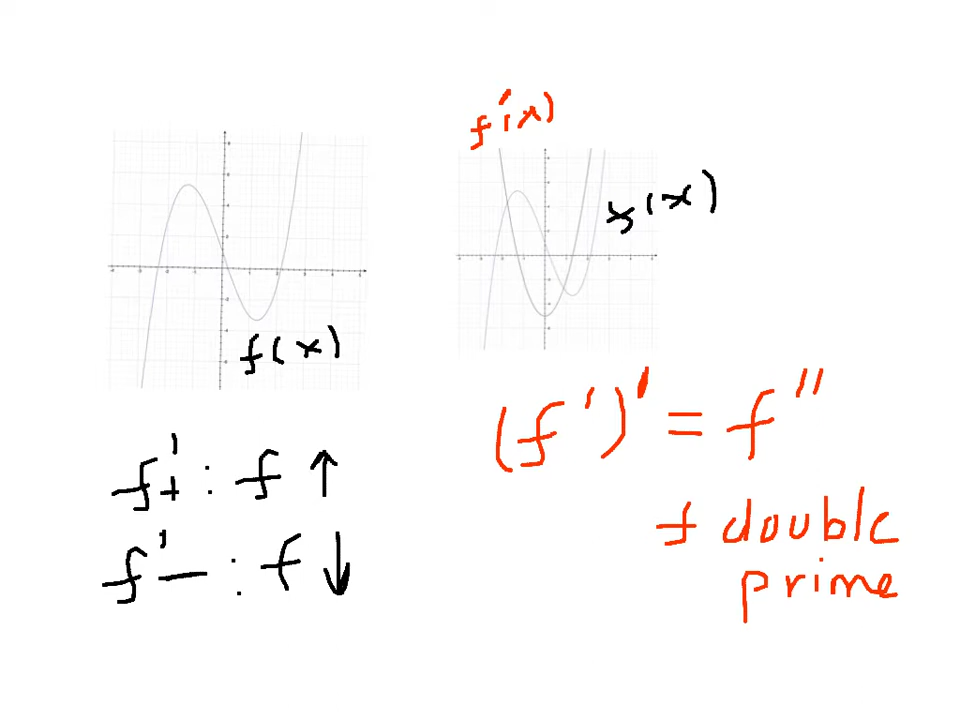 f'(x)
f(x)
f(x)
f'+ : f ↑
f'— : f ↓
(f')' = f''
f double
prime